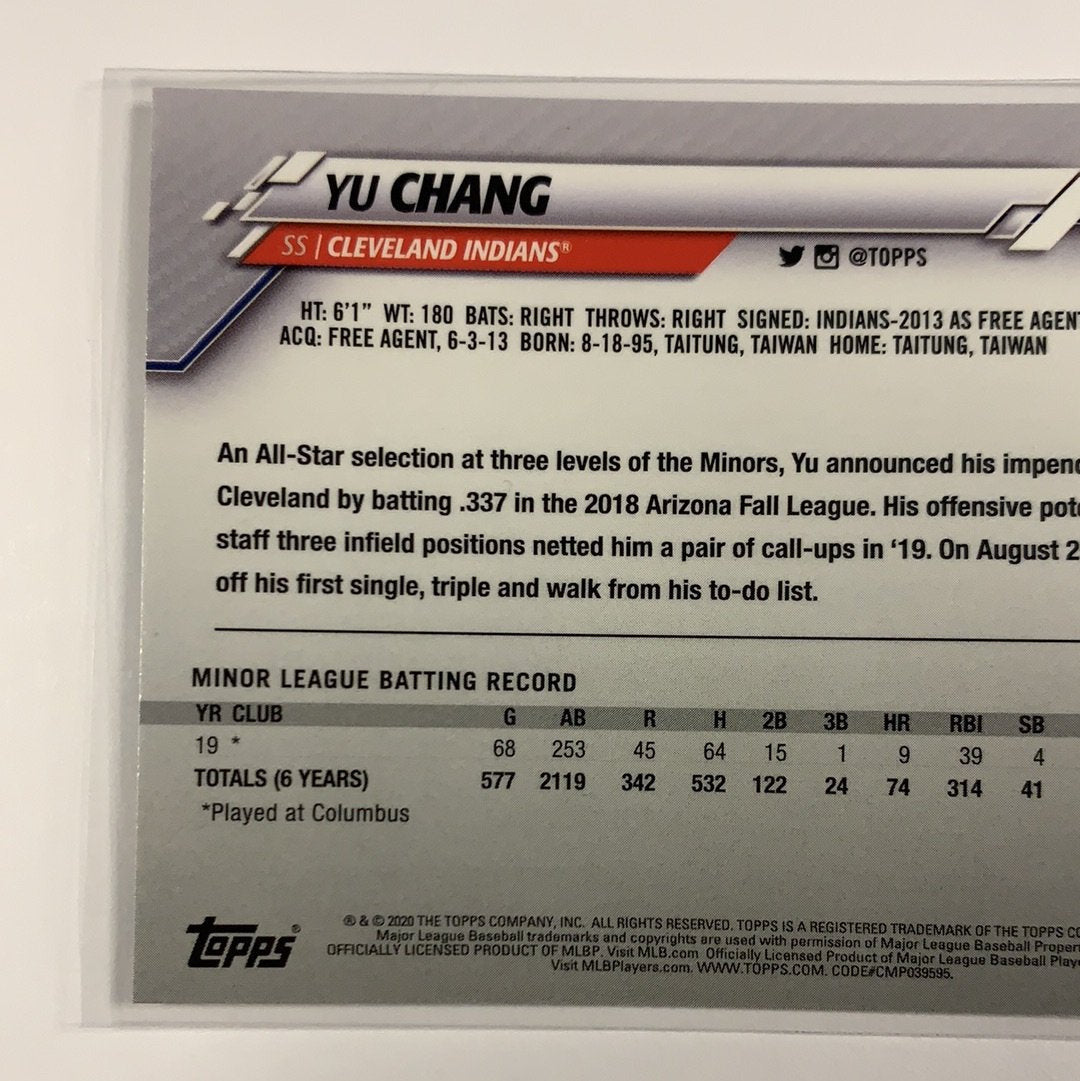 YU CHANG
SS | CLEVELAND INDIANS®
@TOPPS
HT: 6'1" WT: 180 BATS: RIGHT THROWS: RIGHT SIGNED: INDIANS-2013 AS FREE AGEN
ACQ: FREE AGENT, 6-3-13 BORN: 8-18-95, TAITUNG, TAIWAN HOME: TAITUNG, TAIWAN
An All-Star selection at three levels of the Minors, Yu announced his impen
Cleveland by batting .337 in the 2018 Arizona Fall League. His offensive pot
staff three infield positions netted him a pair of call-ups in '19. On August 2
off his first single, triple and walk from his to-do list.
MINOR LEAGUE BATTING RECORD
YR CLUB G AB R H 2B 3B HR RBI SB
19 * 68 253 45 64 15 1 9 39 4
TOTALS (6 YEARS) 577 2119 342 532 122 24 74 314 41
*Played at Columbus
Topps®
® & © 2020 THE TOPPS COMPANY, INC. ALL RIGHTS RESERVED. TOPPS IS A REGISTERED TRADEMARK OF THE TOPPS CO
Major League Baseball trademarks and copyrights are used with permission of Major League Baseball Proper
OFFICIALLY LICENSED PRODUCT OF MLBP. Visit MLB.com Officially Licensed Product of Major League Baseball Play
Visit MLBPlayers.com. WWW.TOPPS.COM. CODE#CMP039595.